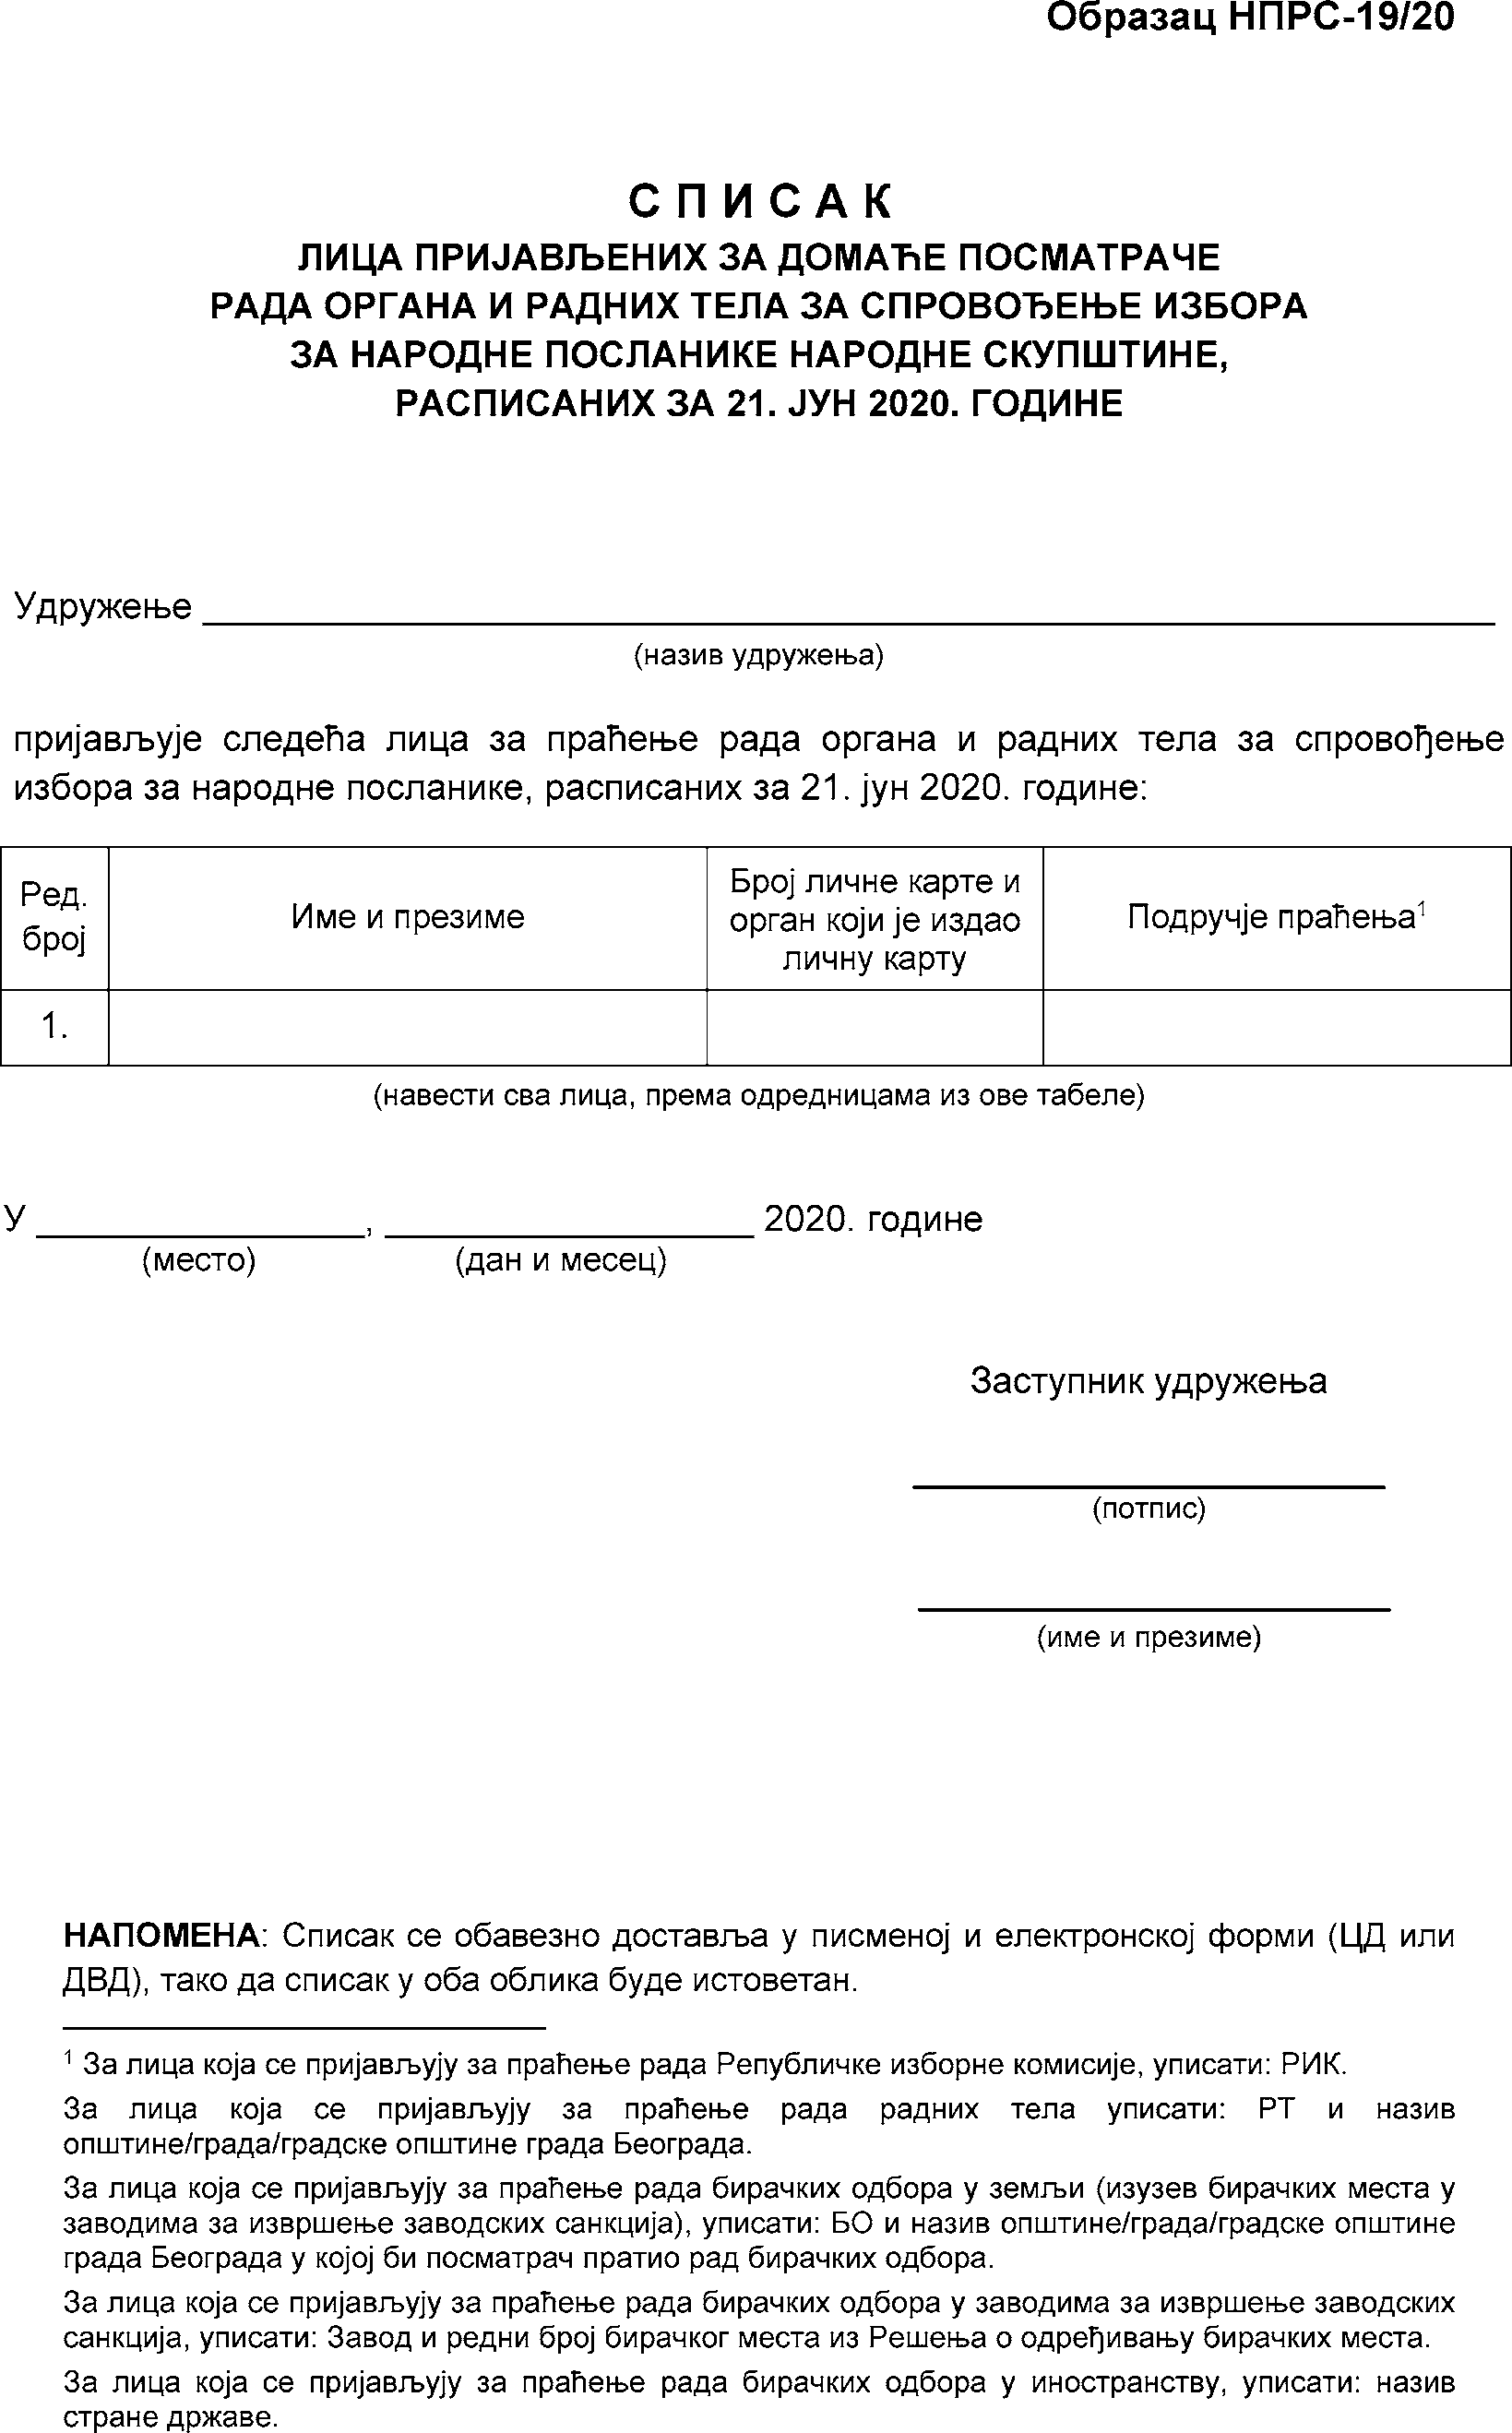 Образац НПРС-19/20
С П И С А К
ЛИЦА ПРИЈАВЉЕНИХ ЗА ДОМАЋЕ ПОСМАТРАЧЕ
РАДА ОРГАНА И РАДНИХ ТЕЛА ЗА СПРОВОЂЕЊЕ ИЗБОРА
ЗА НАРОДНЕ ПОСЛАНИКЕ НАРОДНЕ СКУПШТИНЕ,
РАСПИСАНИХ ЗА 21. ЈУН 2020. ГОДИНЕ
Удружење
(назив удружења)
пријављује следећа лица за праћење рада органа и радних тела за спровођење
избора за народне посланике, расписаних за 21. јун 2020. године:
Ред.
број
Име и презиме
Број личне карте и
орган који је издао
личну карту
Подручје праћења¹
1.
(навести сва лица, према одредницама из ове табеле)
У ________________, __________________ 2020. године
(место) (дан и месец)
Заступник удружења
(потпис)
(име и презиме)
НАПОМЕНА: Списак се обавезно доставља у писменој и електронској форми (ЦД или
ДВД), тако да списак у оба облика буде истоветан.
¹ За лица која се пријављују за праћење рада Републичке изборне комисије, уписати: РИК.
За лица која се пријављују за праћење рада радних тела уписати: РТ и назив
општине/града/градске општине града Београда.
За лица која се пријављују за праћење рада бирачких одбора у земљи (изузев бирачких места у
заводима за извршење заводских санкција), уписати: БО и назив општине/града/градске општине
града Београда у којој би посматрач пратио рад бирачких одбора.
За лица која се пријављују за праћење рада бирачких одбора у заводима за извршење заводских
санкција, уписати: Завод и редни број бирачког места из Решења о одређивању бирачких места.
За лица која се пријављују за праћење рада бирачких одбора у иностранству, уписати: назив
стране државе.